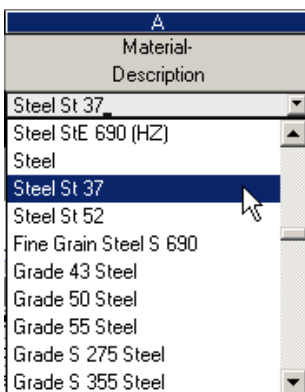 A
Material-
Description
Steel St 37
Steel StE 690 (HZ)
Steel
Steel St 37
Steel St 52
Fine Grain Steel S 690
Grade 43 Steel
Grade 50 Steel
Grade 55 Steel
Grade S 275 Steel
Grade S 355 Steel